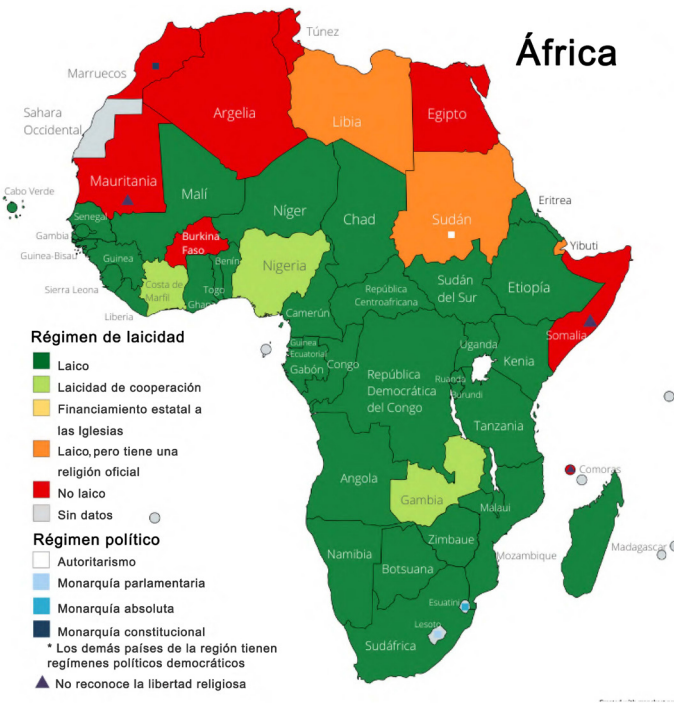 África
Túnez
Marruecos
Sahara
Occidental
Argelia
Libia
Egipto
Mauritania
Cabo Verde
Malí
Níger
Chad
Sudán
Eritrea
Senegal
Gambia
Burkina
Faso
Guinea-Bisau
Guinea
Benín
Nigeria
Yibuti
Sierra Leona
Costa de
Marfil
Togo
Ghana
Liberia
Camerún
República
Centroafricana
Sudán
del Sur
Etiopía
Somalia
Régimen de laicidad
Laico
Laicidad de cooperación
Financiamiento estatal a
las Iglesias
Laico, pero tiene una
religión oficial
No laico
Sin datos
Guinea
Ecuatorial
Gabón
Congo
República
Democrática
del Congo
Uganda
Kenia
Ruanda
Burundi
Tanzania
Comoras
Angola
Gambia
Malaui
Zimbaue
Mozambique
Madagascar
Namibia
Botsuana
Esuatini
Lesoto
Sudáfrica
Régimen político
Autoritarismo
Monarquía parlamentaria
Monarquía absoluta
Monarquía constitucional
* Los demás países de la región tienen
regímenes políticos democráticos
No reconoce la libertad religiosa